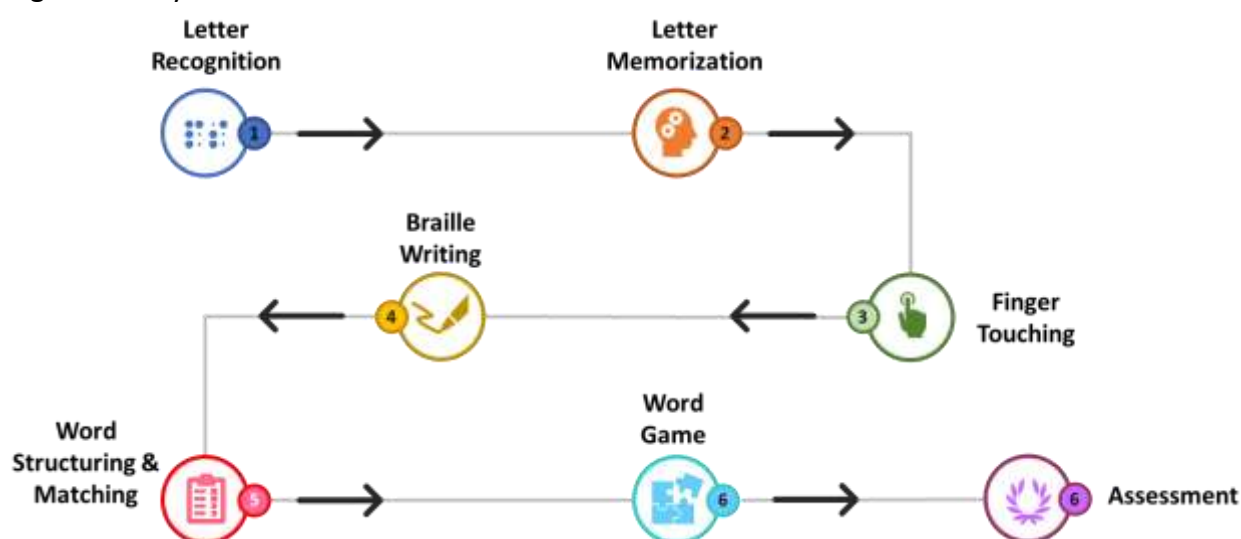 Letter
Recognition
Letter
Memorization
1
2
Braille
Writing
4
3
Finger
Touching
Word
Structuring &
Matching
5
Word
Game
6
6
Assessment